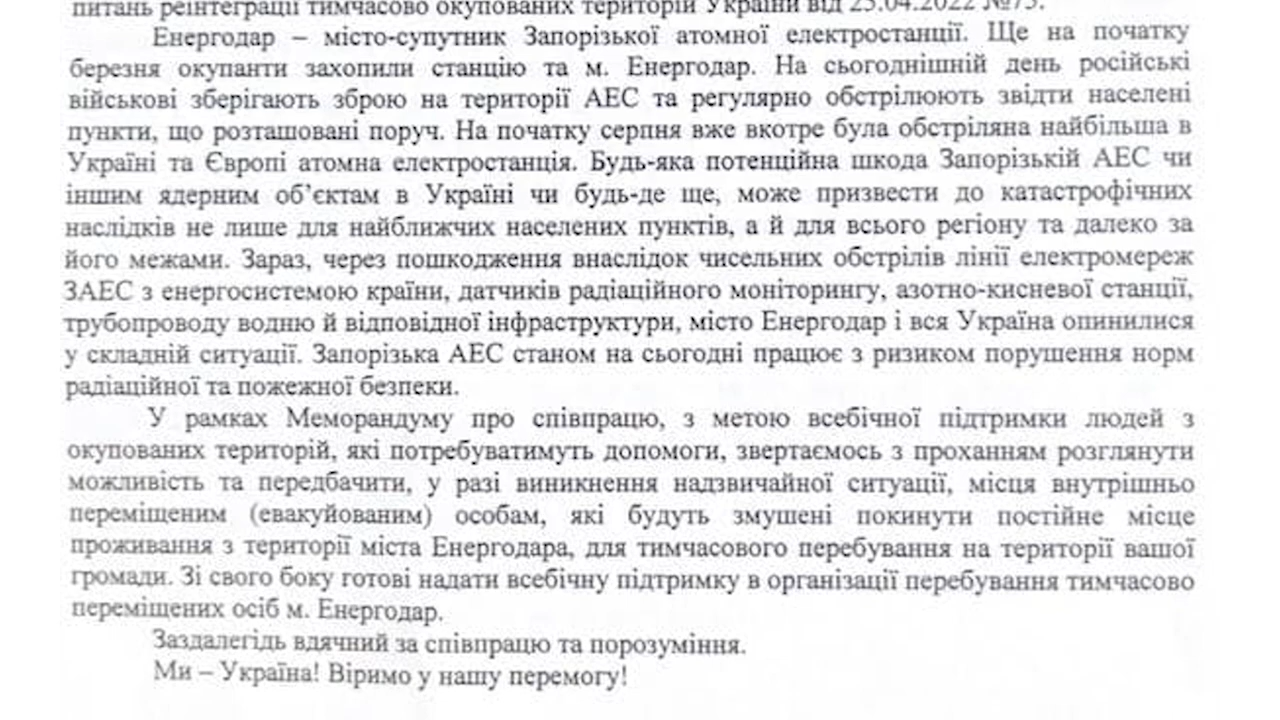 питань реінтеграції тимчасово окупованих територій України від 25.04.2022 №75.
Енергодар – місто-супутник Запорізької атомної електростанції. Ще на початку
березня окупанти захопили станцію та м. Енергодар. На сьогоднішній день російські
військові зберігають зброю на території АЕС та регулярно обстрілюють звідти населені
пункти, що розташовані поруч. На початку серпня вже вкотре була обстріляна найбільша в
Україні та Європі атомна електростанція. Будь-яка потенційна шкода Запорізькій АЕС чи
іншим ядерним об’єктам в Україні чи будь-де ще, може призвести до катастрофічних
наслідків не лише для найближчих населених пунктів, а й для всього регіону та далеко за
його межами. Зараз, через пошкодження внаслідок чисельних обстрілів лінії електромереж
ЗАЕС з енергосистемою країни, датчиків радіаційного моніторингу, азотно-кисневої станції,
трубопроводу водню й відповідної інфраструктури, місто Енергодар і вся Україна опинилися
у складній ситуації. Запорізька АЕС станом на сьогодні працює з ризиком порушення норм
радіаційної та пожежної безпеки.
У рамках Меморандуму про співпрацю, з метою всебічної підтримки людей з
окупованих територій, які потребуватимуть допомоги, звертаємось з проханням розглянути
можливість та передбачити, у разі виникнення надзвичайної ситуації, місця внутрішньо
переміщеним (евакуйованим) особам, які будуть змушені покинути постійне місце
проживання з території міста Енергодара, для тимчасового перебування на території вашої
громади. Зі свого боку готові надати всебічну підтримку в організації перебування тимчасово
переміщених осіб м. Енергодар.
Заздалегідь вдячний за співпрацю та порозуміння.
Ми – Україна! Віримо у нашу перемогу!